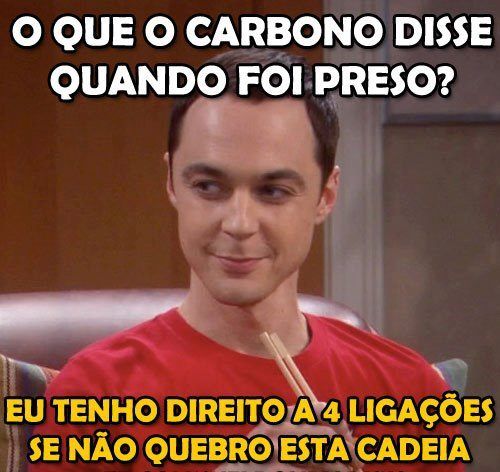 O QUE O CARBONO DISSE
QUANDO FOI PRESO?
EU TENHO DIREITO A 4 LIGAÇÕES
SE NÃO QUEBRO ESTA CADEIA